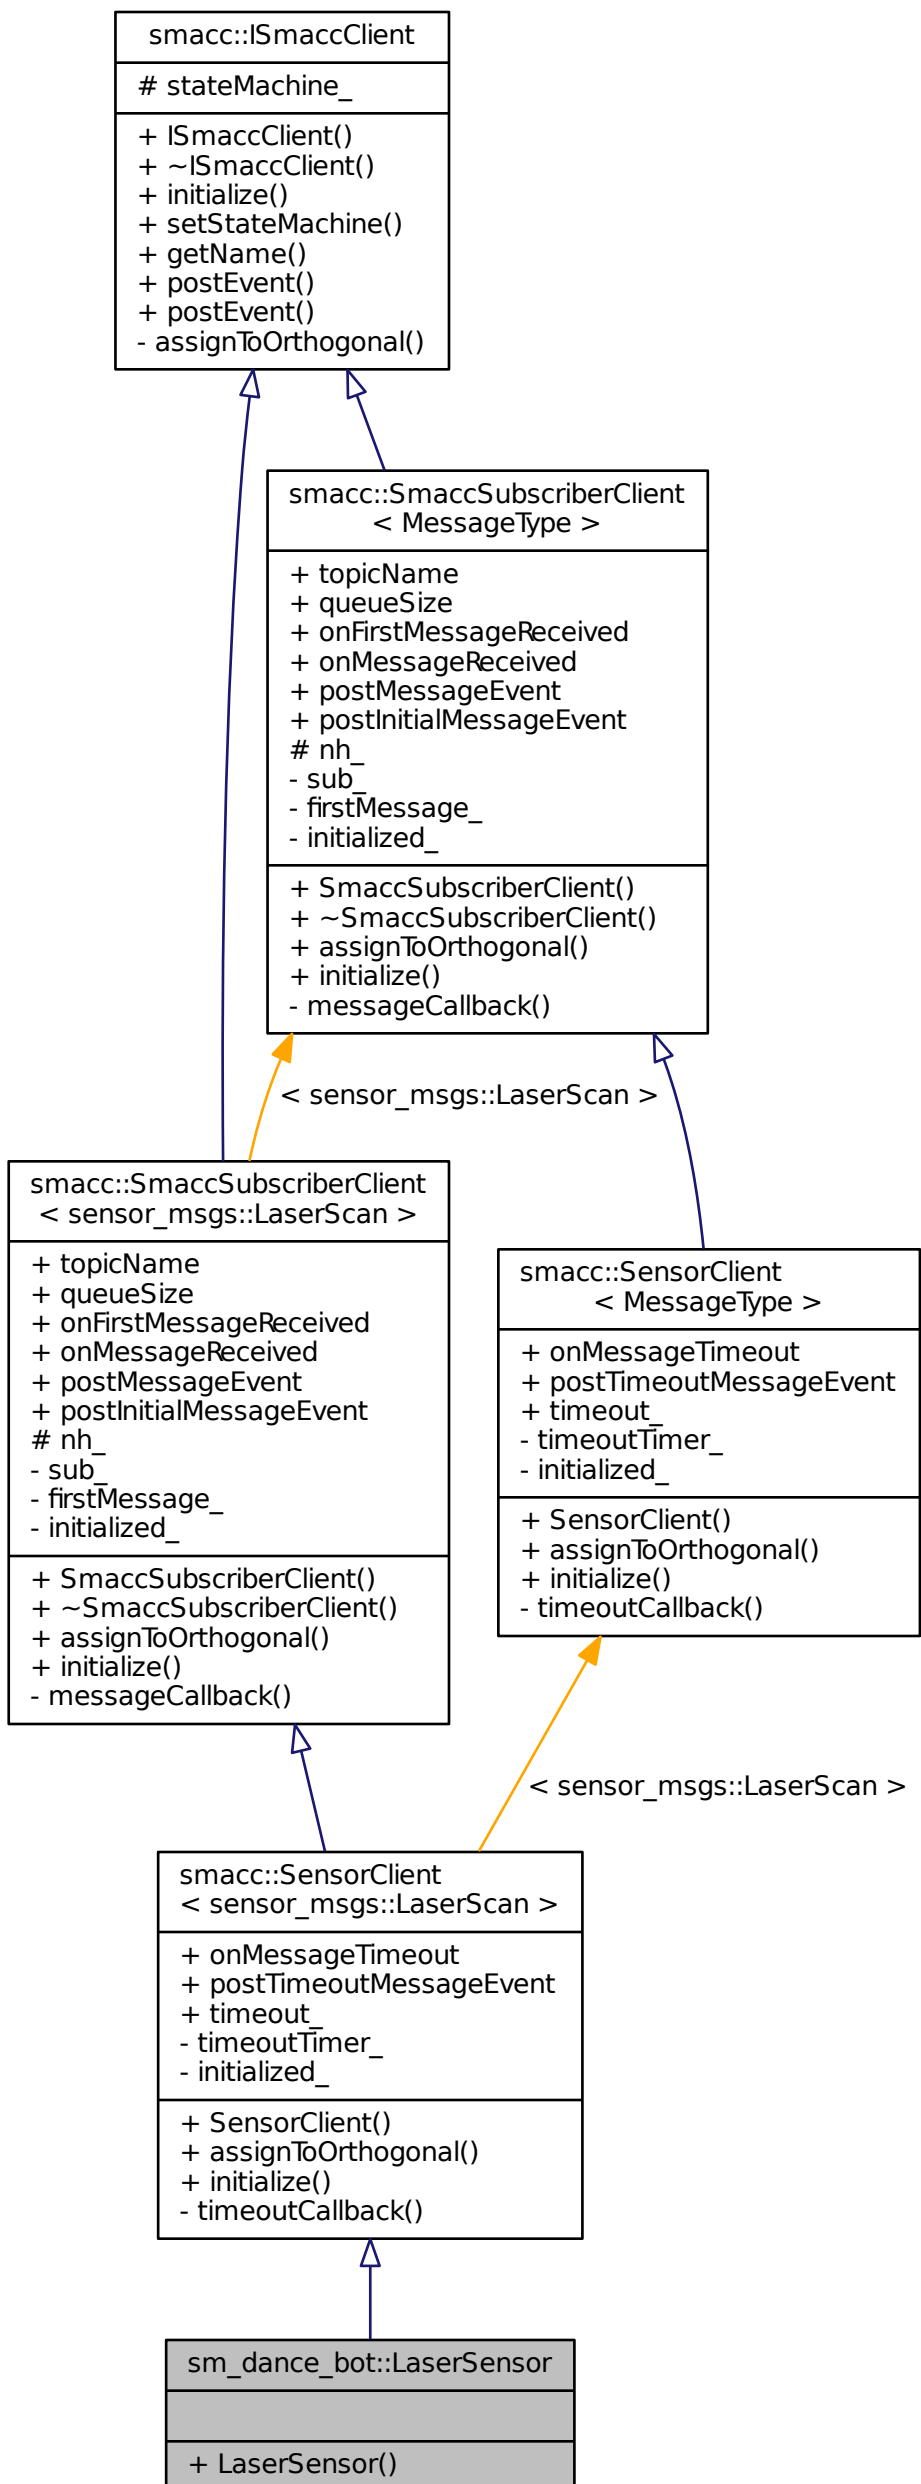 smacc::ISmaccClient
# stateMachine_
+ ISmaccClient()
+ ~ISmaccClient()
+ initialize()
+ setStateMachine()
+ getName()
+ postEvent()
+ postEvent()
- assignToOrthogonal()
smacc::SmaccSubscriberClient
< MessageType >
+ topicName
+ queueSize
+ onFirstMessageReceived
+ onMessageReceived
+ postMessageEvent
+ postInitialMessageEvent
# nh_
- sub_
- firstMessage_
- initialized_
+ SmaccSubscriberClient()
+ ~SmaccSubscriberClient()
+ assignToOrthogonal()
+ initialize()
- messageCallback()
< sensor_msgs::LaserScan >
smacc::SmaccSubscriberClient
< sensor_msgs::LaserScan >
+ topicName
+ queueSize
+ onFirstMessageReceived
+ onMessageReceived
+ postMessageEvent
+ postInitialMessageEvent
# nh_
- sub_
- firstMessage_
- initialized_
+ SmaccSubscriberClient()
+ ~SmaccSubscriberClient()
+ assignToOrthogonal()
+ initialize()
- messageCallback()
smacc::SensorClient
< MessageType >
+ onMessageTimeout
+ postTimeoutMessageEvent
+ timeout_
- timeoutTimer_
- initialized_
+ SensorClient()
+ assignToOrthogonal()
+ initialize()
- timeoutCallback()
< sensor_msgs::LaserScan >
smacc::SensorClient
< sensor_msgs::LaserScan >
+ onMessageTimeout
+ postTimeoutMessageEvent
+ timeout_
- timeoutTimer_
- initialized_
+ SensorClient()
+ assignToOrthogonal()
+ initialize()
- timeoutCallback()
sm_dance_bot::LaserSensor
+ LaserSensor()